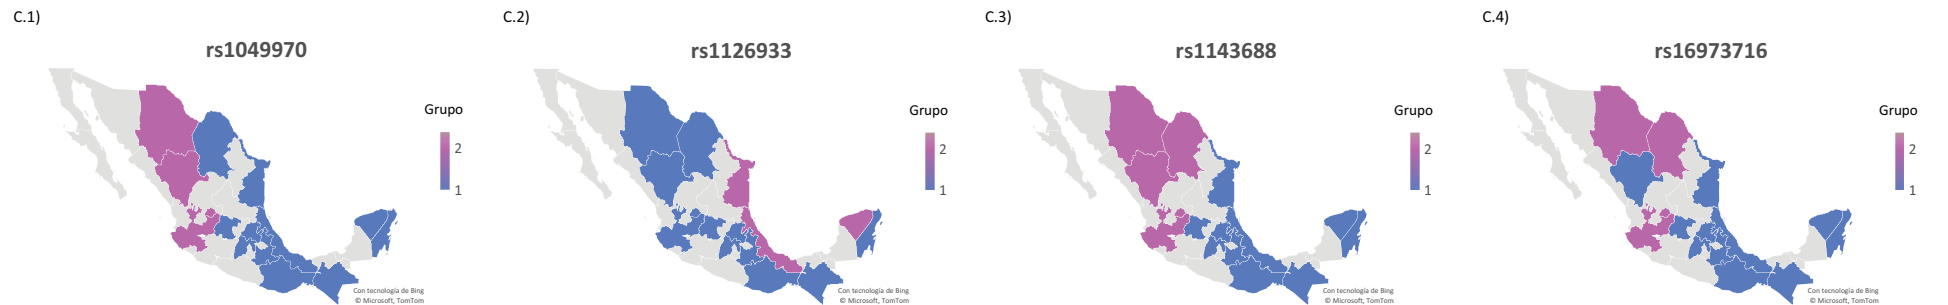 C.1)
rs1049970
Grupo
2
1
Con tecnología de Bing
© Microsoft, TomTom
C.2)
rs1126933
Grupo
2
1
Con tecnología de Bing
© Microsoft, TomTom
C.3)
rs1143688
Grupo
2
1
Con tecnología de Bing
© Microsoft, TomTom
C.4)
rs16973716
Grupo
2
1
Con tecnología de Bing
© Microsoft, TomTom